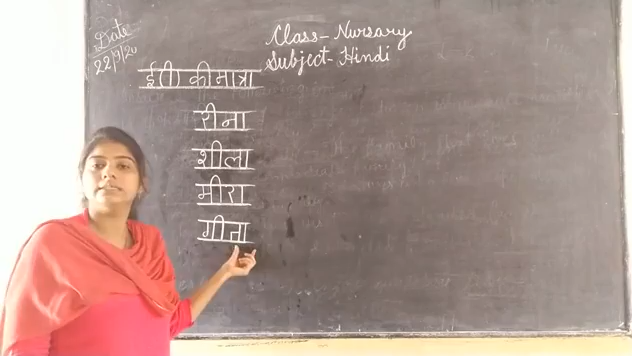 Date
22/9/20
Class- Nursary
Subject- Hindi
ई(ी) की मात्रा
रीना
शीला
मीरा
गीता